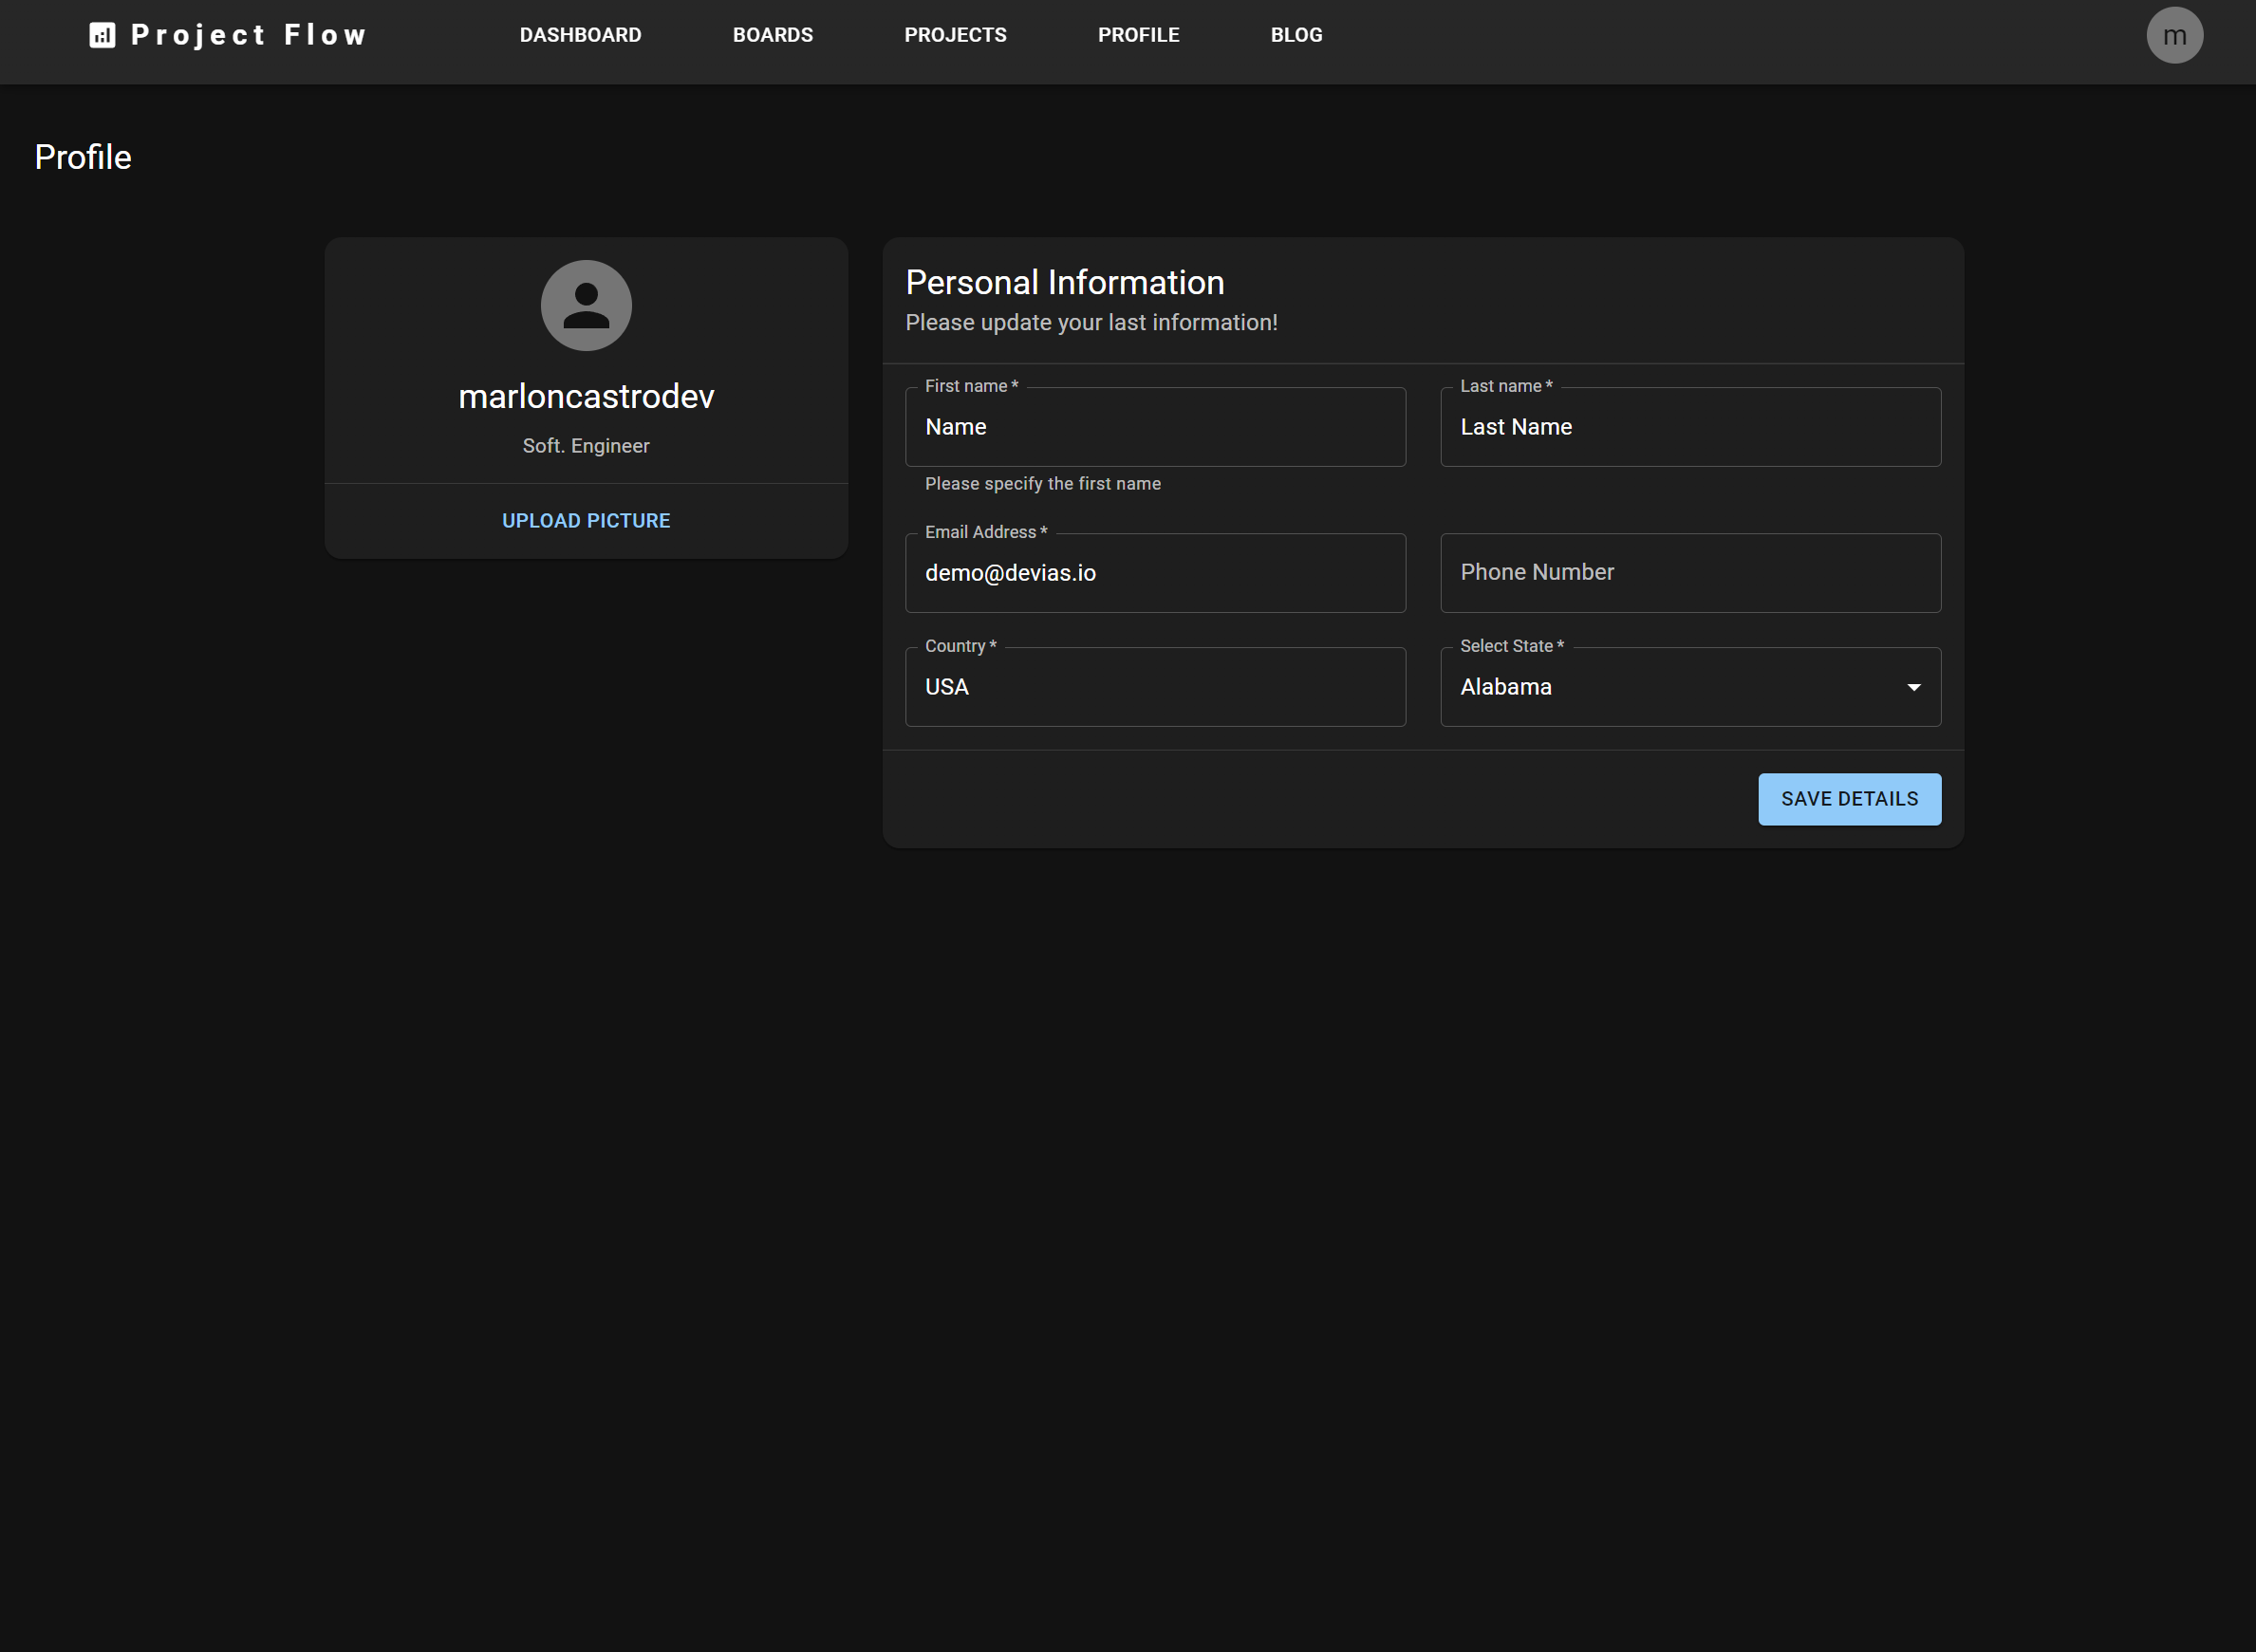 Project Flow
DASHBOARD
BOARDS
PROJECTS
PROFILE
BLOG
m
Profile
marloncastrodev
Soft. Engineer
UPLOAD PICTURE
Personal Information
Please update your last information!
First name *
Name
Please specify the first name
Last name *
Last Name
Email Address *
demo@devias.io
Phone Number
Country *
USA
Select State *
Alabama
SAVE DETAILS